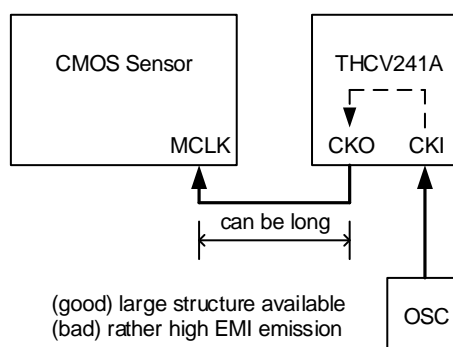 CMOS Sensor
THCV241A
MCLK
CKO
CKI
can be long
(good) large structure available
(bad) rather high EMI emission
OSC